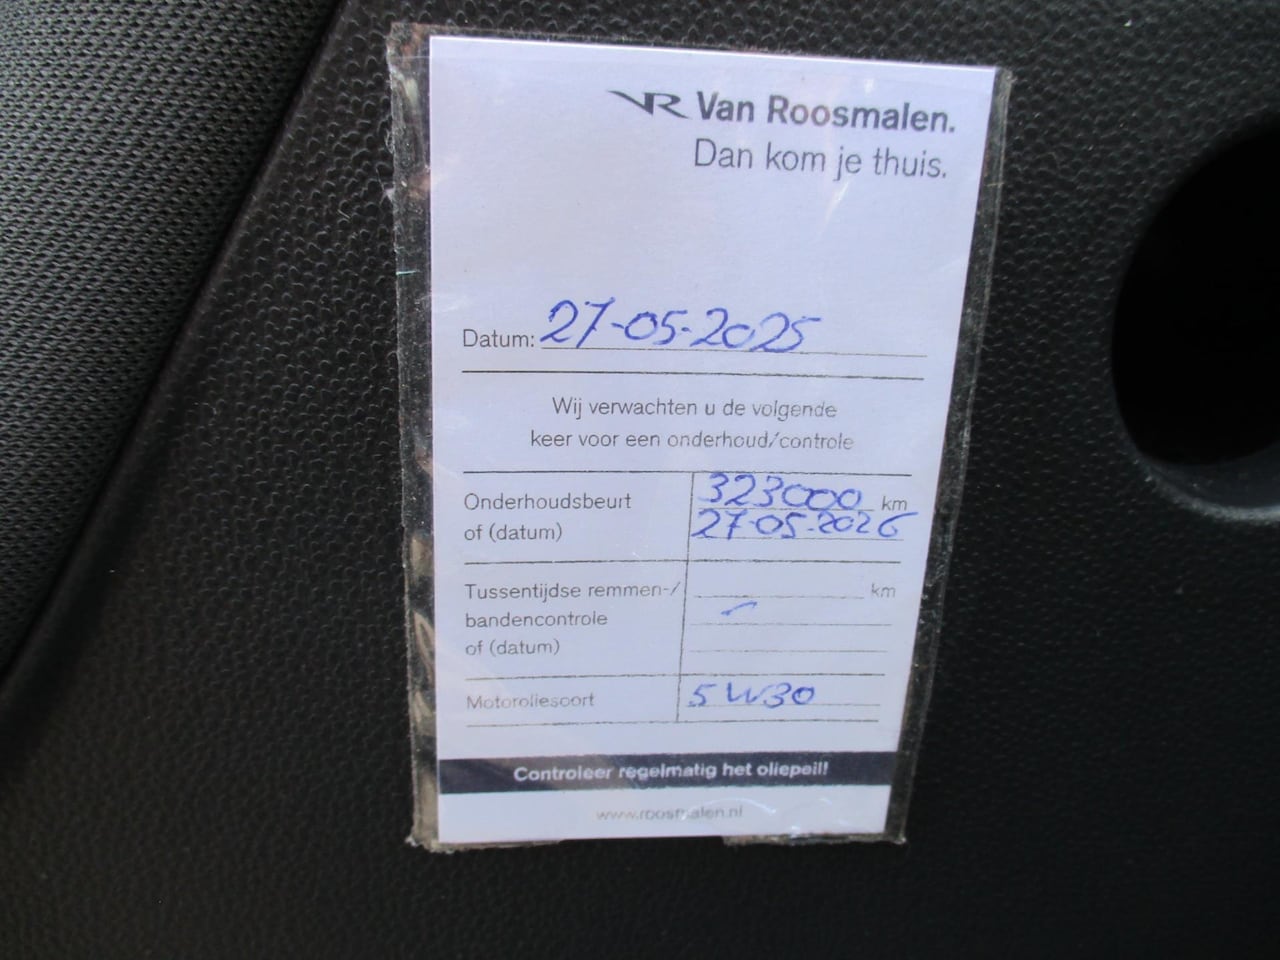 VR Van Roosmalen.
Dan kom je thuis.
Datum: 27-05-2025
Wij verwachten u de volgende
keer voor een onderhoud/controle
Onderhoudsbeurt 323000 km
of (datum) 27-05-2026
Tussentijdse remmen-/ km
bandencontrole
of (datum)
Motoroliesoort 5W30
Controleer regelmatig het oliepeil!
www.roosmalen.nl